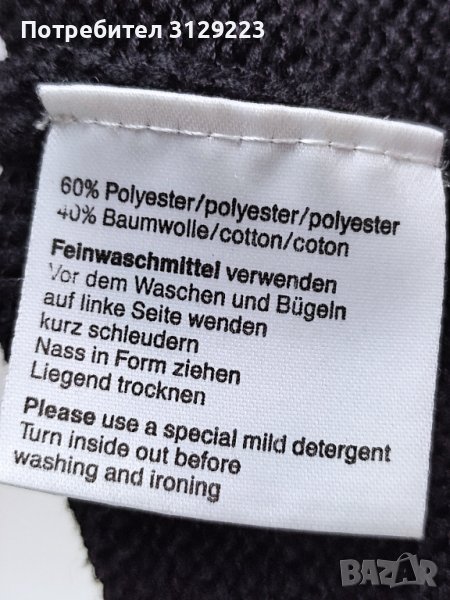 Потребител 3129223
60% Polyester/polyester/polyester
40% Baumwolle/cotton/coton
Feinwaschmittel verwenden
Vor dem Waschen und Bügeln
auf linke Seite wenden
kurz schleudern
Nass in Form ziehen
Liegend trocknen
Please use a special mild detergent
Turn inside out before
washing and ironing
BAZAR